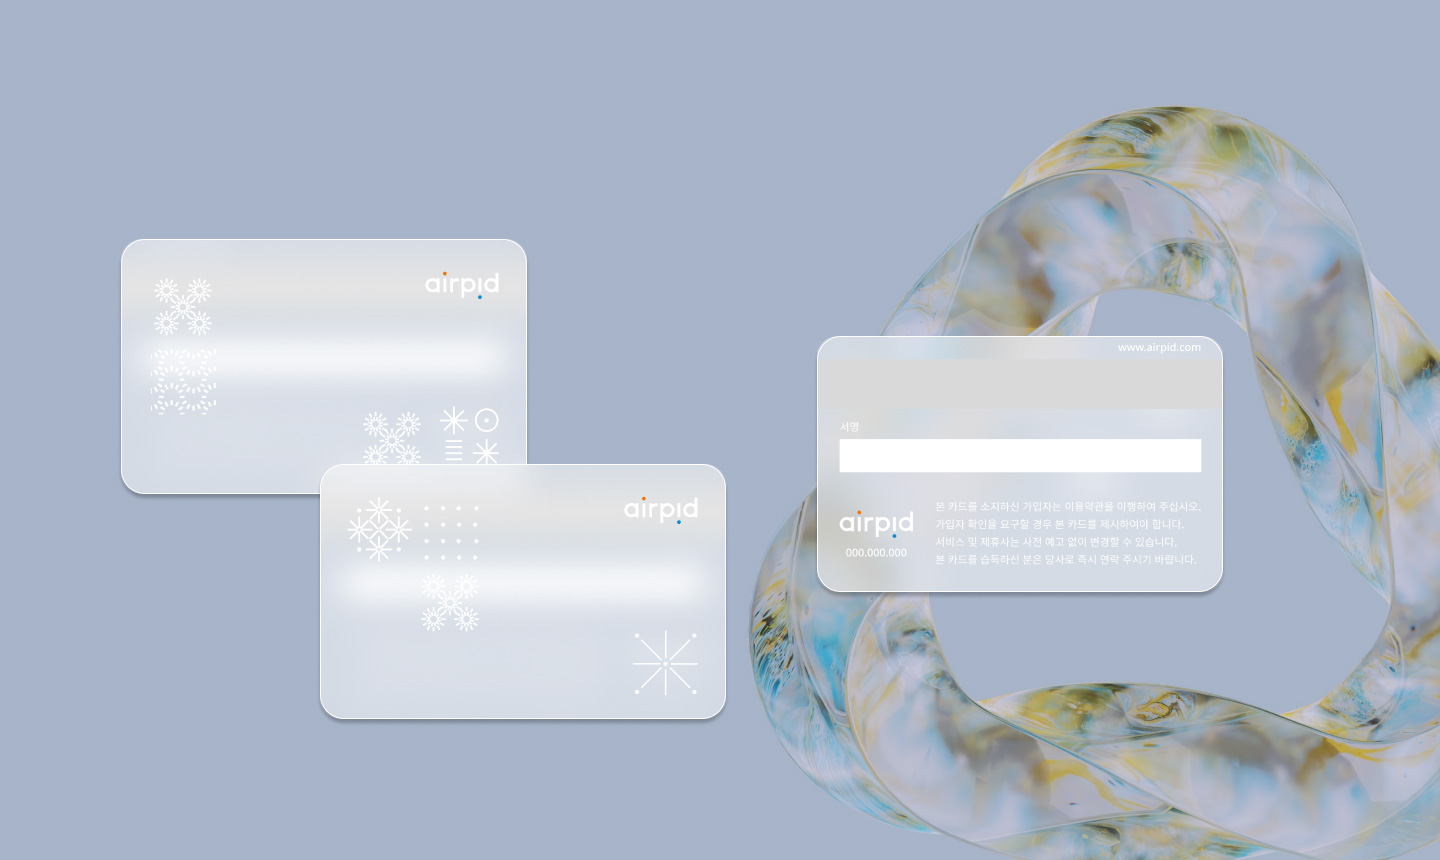 airpid
airpid
www.airpid.com
서명
airpid
000.000.000
본 카드를 소지하신 가입자는 이용약관을 이행하여 주십시오.
가입자 확인을 요구할 경우 본 카드를 제시하여야 합니다.
서비스 및 제휴사는 사전 예고 없이 변경할 수 있습니다.
본 카드를 습득하신 분은 당사로 즉시 연락 주시기 바랍니다.